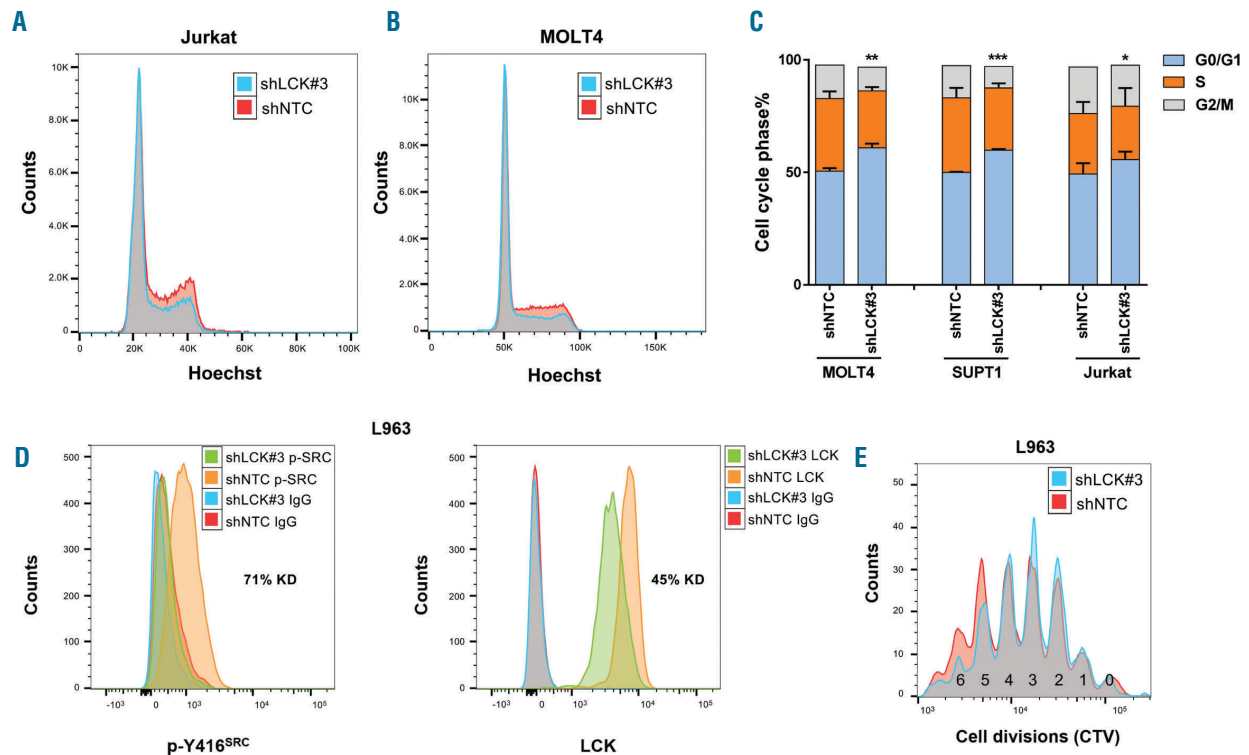 A
Jurkat
shLCK#3
shNTC
Counts
10.K
8.0K
6.0K
4.0K
2.0K
0
0
20K
40K
60K
80K
100K
Hoechst
B
MOLT4
shLCK#3
shNTC
Counts
10.K
8.0K
6.0K
4.0K
2.0K
0
0
50K
100K
150K
Hoechst
C
Cell cycle phase%
100
50
0
**
***
*
G0/G1
S
G2/M
shNTC
shLCK#3
shNTC
shLCK#3
shNTC
shLCK#3
MOLT4
SUPT1
Jurkat
L963
D
Counts
500
400
300
200
100
0
shLCK#3 p-SRC
shNTC p-SRC
shLCK#3 IgG
shNTC IgG
71% KD
-10³
0
10³
10⁴
10⁵
p-Y416SRC
Counts
500
400
300
200
100
0
shLCK#3 LCK
shNTC LCK
shLCK#3 IgG
shNTC IgG
45% KD
-10³
0
10³
10⁴
10⁵
LCK
E
L963
shLCK#3
shNTC
Counts
50
40
30
20
10
0
6 5 4 3 2 1 0
10³
10⁴
10⁵
Cell divisions (CTV)